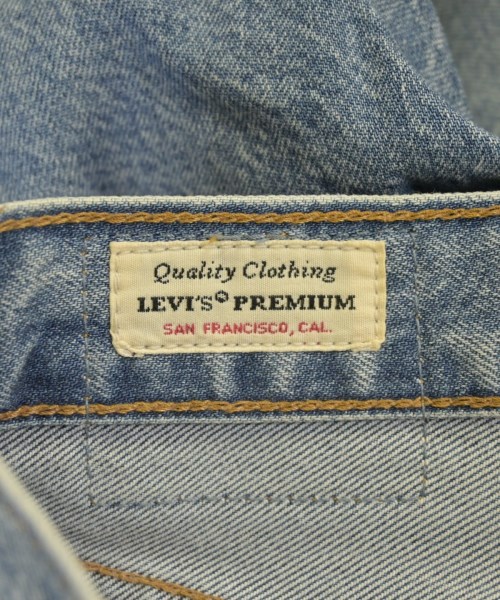 Quality Clothing
LEVI'S® PREMIUM
SAN FRANCISCO, CAL.